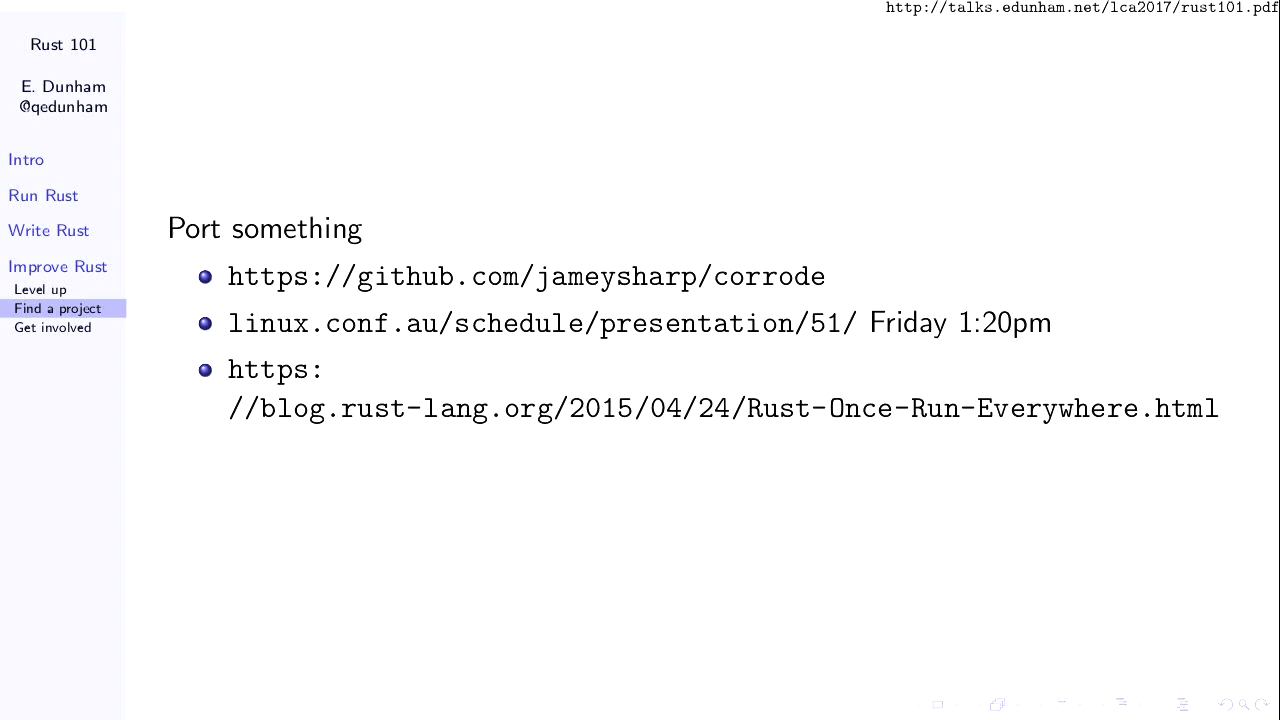 http://talks.edunham.net/lca2017/rust101.pdf
Rust 101
E. Dunham
@qedunham
Intro
Run Rust
Write Rust
Improve Rust
Level up
Find a project
Get involved
Port something
https://github.com/jameysharp/corrode
linux.conf.au/schedule/presentation/51/ Friday 1:20pm
https:
//blog.rust-lang.org/2015/04/24/Rust-Once-Run-Everywhere.html